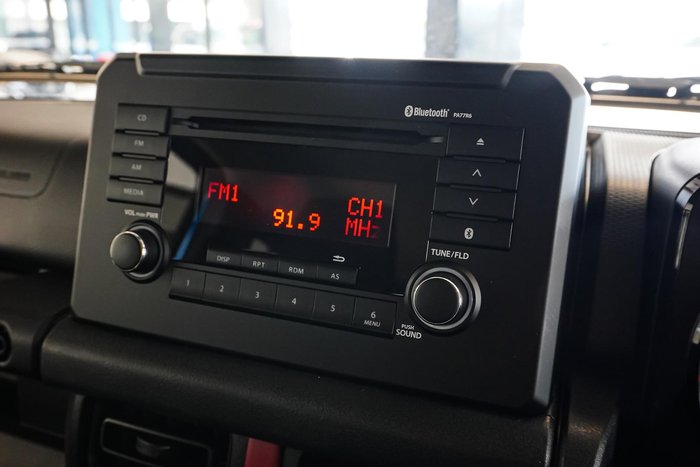 Bluetooth® PA77R6
CD
FM
AM
MEDIA
VOL PUSH PWR
FM1 CH1
91.9 MHz
DISP RPT RDM AS
1 2 3 4 5 6
MENU
TUNE/FLD
PUSH
SOUND